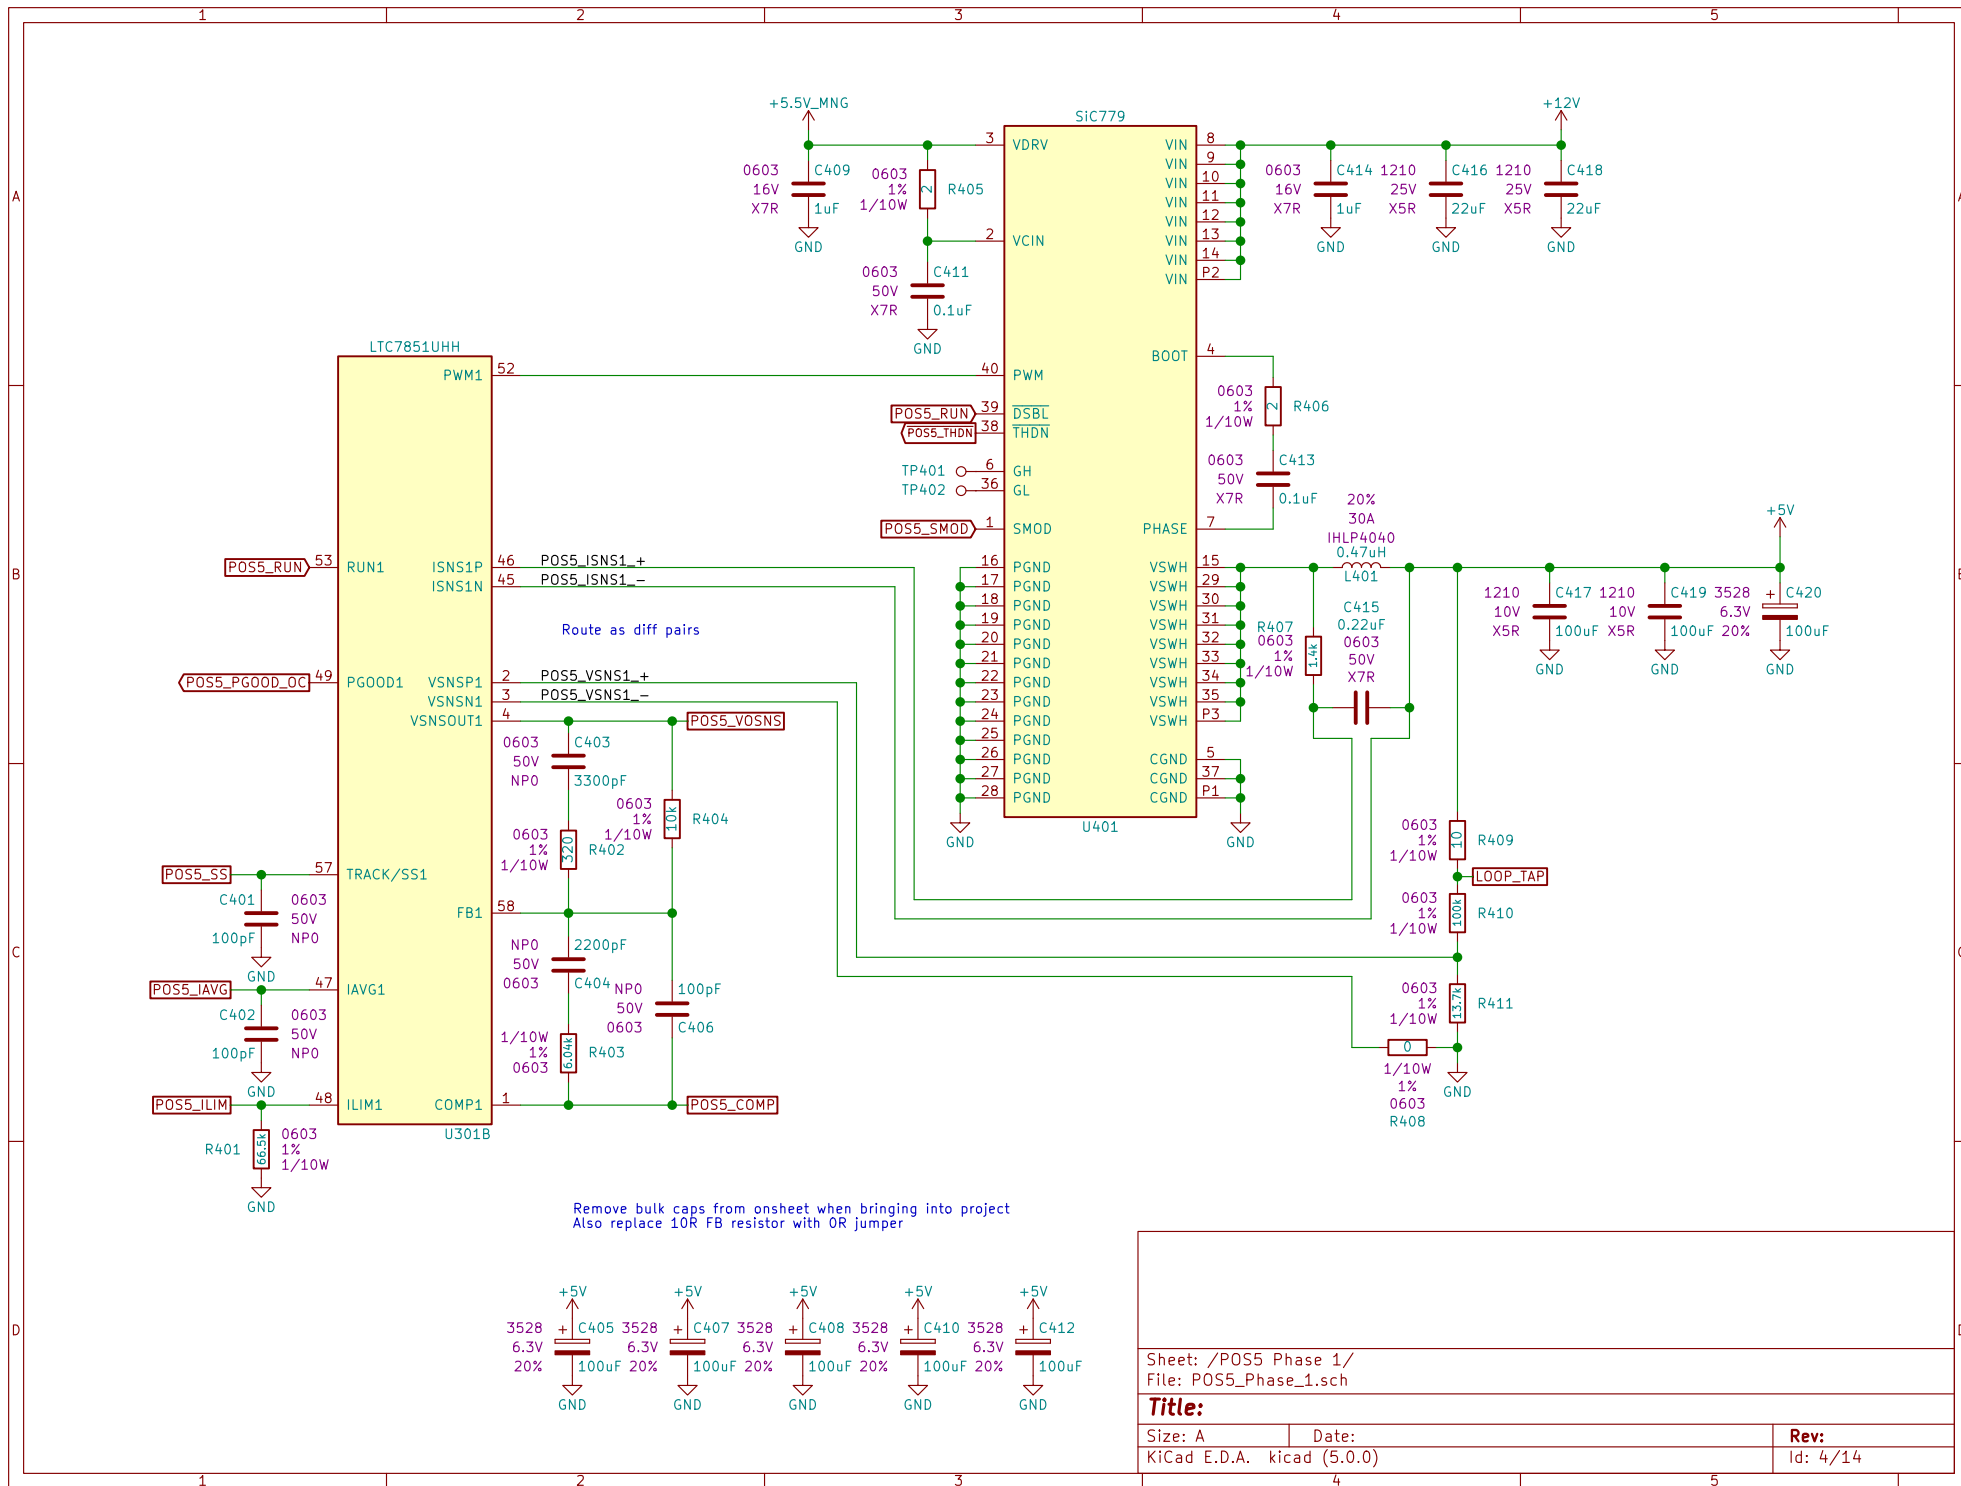 1 2 3 4 5
A
B
C
D
+5.5V_MNG
C409
0603
16V
X7R
1uF
GND
0603
1%
1/10W
2
R405
C411
0603
50V
X7R
0.1uF
GND
SiC779
3 VDRV
2 VCIN
40 PWM
39 DSBL
38 THDN
6 GH
36 GL
1 SMOD
16 PGND
17 PGND
18 PGND
19 PGND
20 PGND
21 PGND
22 PGND
23 PGND
24 PGND
25 PGND
26 PGND
27 PGND
28 PGND
VIN 8
VIN 9
VIN 10
VIN 11
VIN 12
VIN 13
VIN 14
VIN P2
BOOT 4
PHASE 7
VSWH 15
VSWH 29
VSWH 30
VSWH 31
VSWH 32
VSWH 33
VSWH 34
VSWH 35
VSWH P3
CGND 5
CGND 37
CGND P1
U401
GND
GND
POS5_RUN
POS5_THDN
TP401
TP402
POS5_SMOD
+12V
0603
16V
X7R
C414
1uF
GND
1210
25V
X5R
C416
22uF
GND
1210
25V
X5R
C418
22uF
GND
0603
1%
1/10W
2
R406
0603
50V
X7R
C413
0.1uF
20%
30A
IHLP4040
0.47uH
L401
C415
0.22uF
0603
50V
X7R
R407
0603
1%
1/10W
1.4k
+5V
1210
10V
X5R
C417
100uF
GND
1210
10V
X5R
C419
100uF
GND
3528
6.3V
20%
+
C420
100uF
GND
0603
1%
1/10W
10
R409
LOOP_TAP
0603
1%
1/10W
100k
R410
0603
1%
1/10W
13.7k
R411
GND
0
1/10W
1%
0603
R408
LTC7851UHH
PWM1 52
53 RUN1
ISNS1P 46
ISNS1N 45
49 PGOOD1
VSNSP1 2
VSNSN1 3
VSNSOUT1 4
57 TRACK/SS1
FB1 58
47 IAVG1
48 ILIM1
COMP1 1
U301B
POS5_RUN
POS5_PGOOD_OC
POS5_SS
POS5_IAVG
POS5_ILIM
POS5_ISNS1_+
POS5_ISNS1_-
Route as diff pairs
POS5_VSNS1_+
POS5_VSNS1_-
POS5_VOSNS
POS5_COMP
C401
100pF
0603
50V
NP0
GND
C402
100pF
0603
50V
NP0
GND
R401
66.5k
0603
1%
1/10W
GND
0603
50V
NP0
C403
3300pF
0603
1%
1/10W
320
R402
0603
1%
1/10W
10k
R404
NP0
50V
0603
2200pF
C404
NP0
50V
0603
100pF
C406
1/10W
1%
0603
6.04k
R403
Remove bulk caps from onsheet when bringing into project
Also replace 10R FB resistor with 0R jumper
+5V
3528
6.3V
20%
+
C405
100uF
GND
+5V
3528
6.3V
20%
+
C407
100uF
GND
+5V
3528
6.3V
20%
+
C408
100uF
GND
+5V
3528
6.3V
20%
+
C410
100uF
GND
+5V
3528
6.3V
20%
+
C412
100uF
GND
Sheet: /POS5 Phase 1/
File: POS5_Phase_1.sch
Title:
Size: A Date: Rev:
KiCad E.D.A. kicad (5.0.0) Id: 4/14
1 2 3 4 5